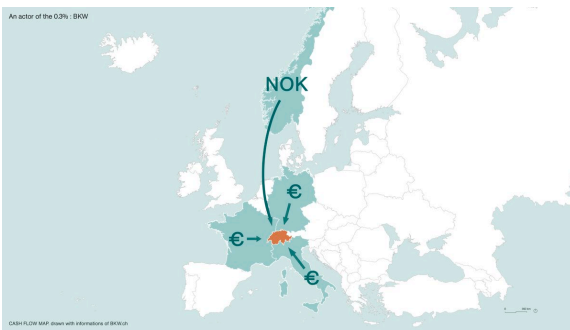 An actor of the 0.3% : BKW
NOK
€
€
€
CASH FLOW MAP, drawn with informations of BKW.ch